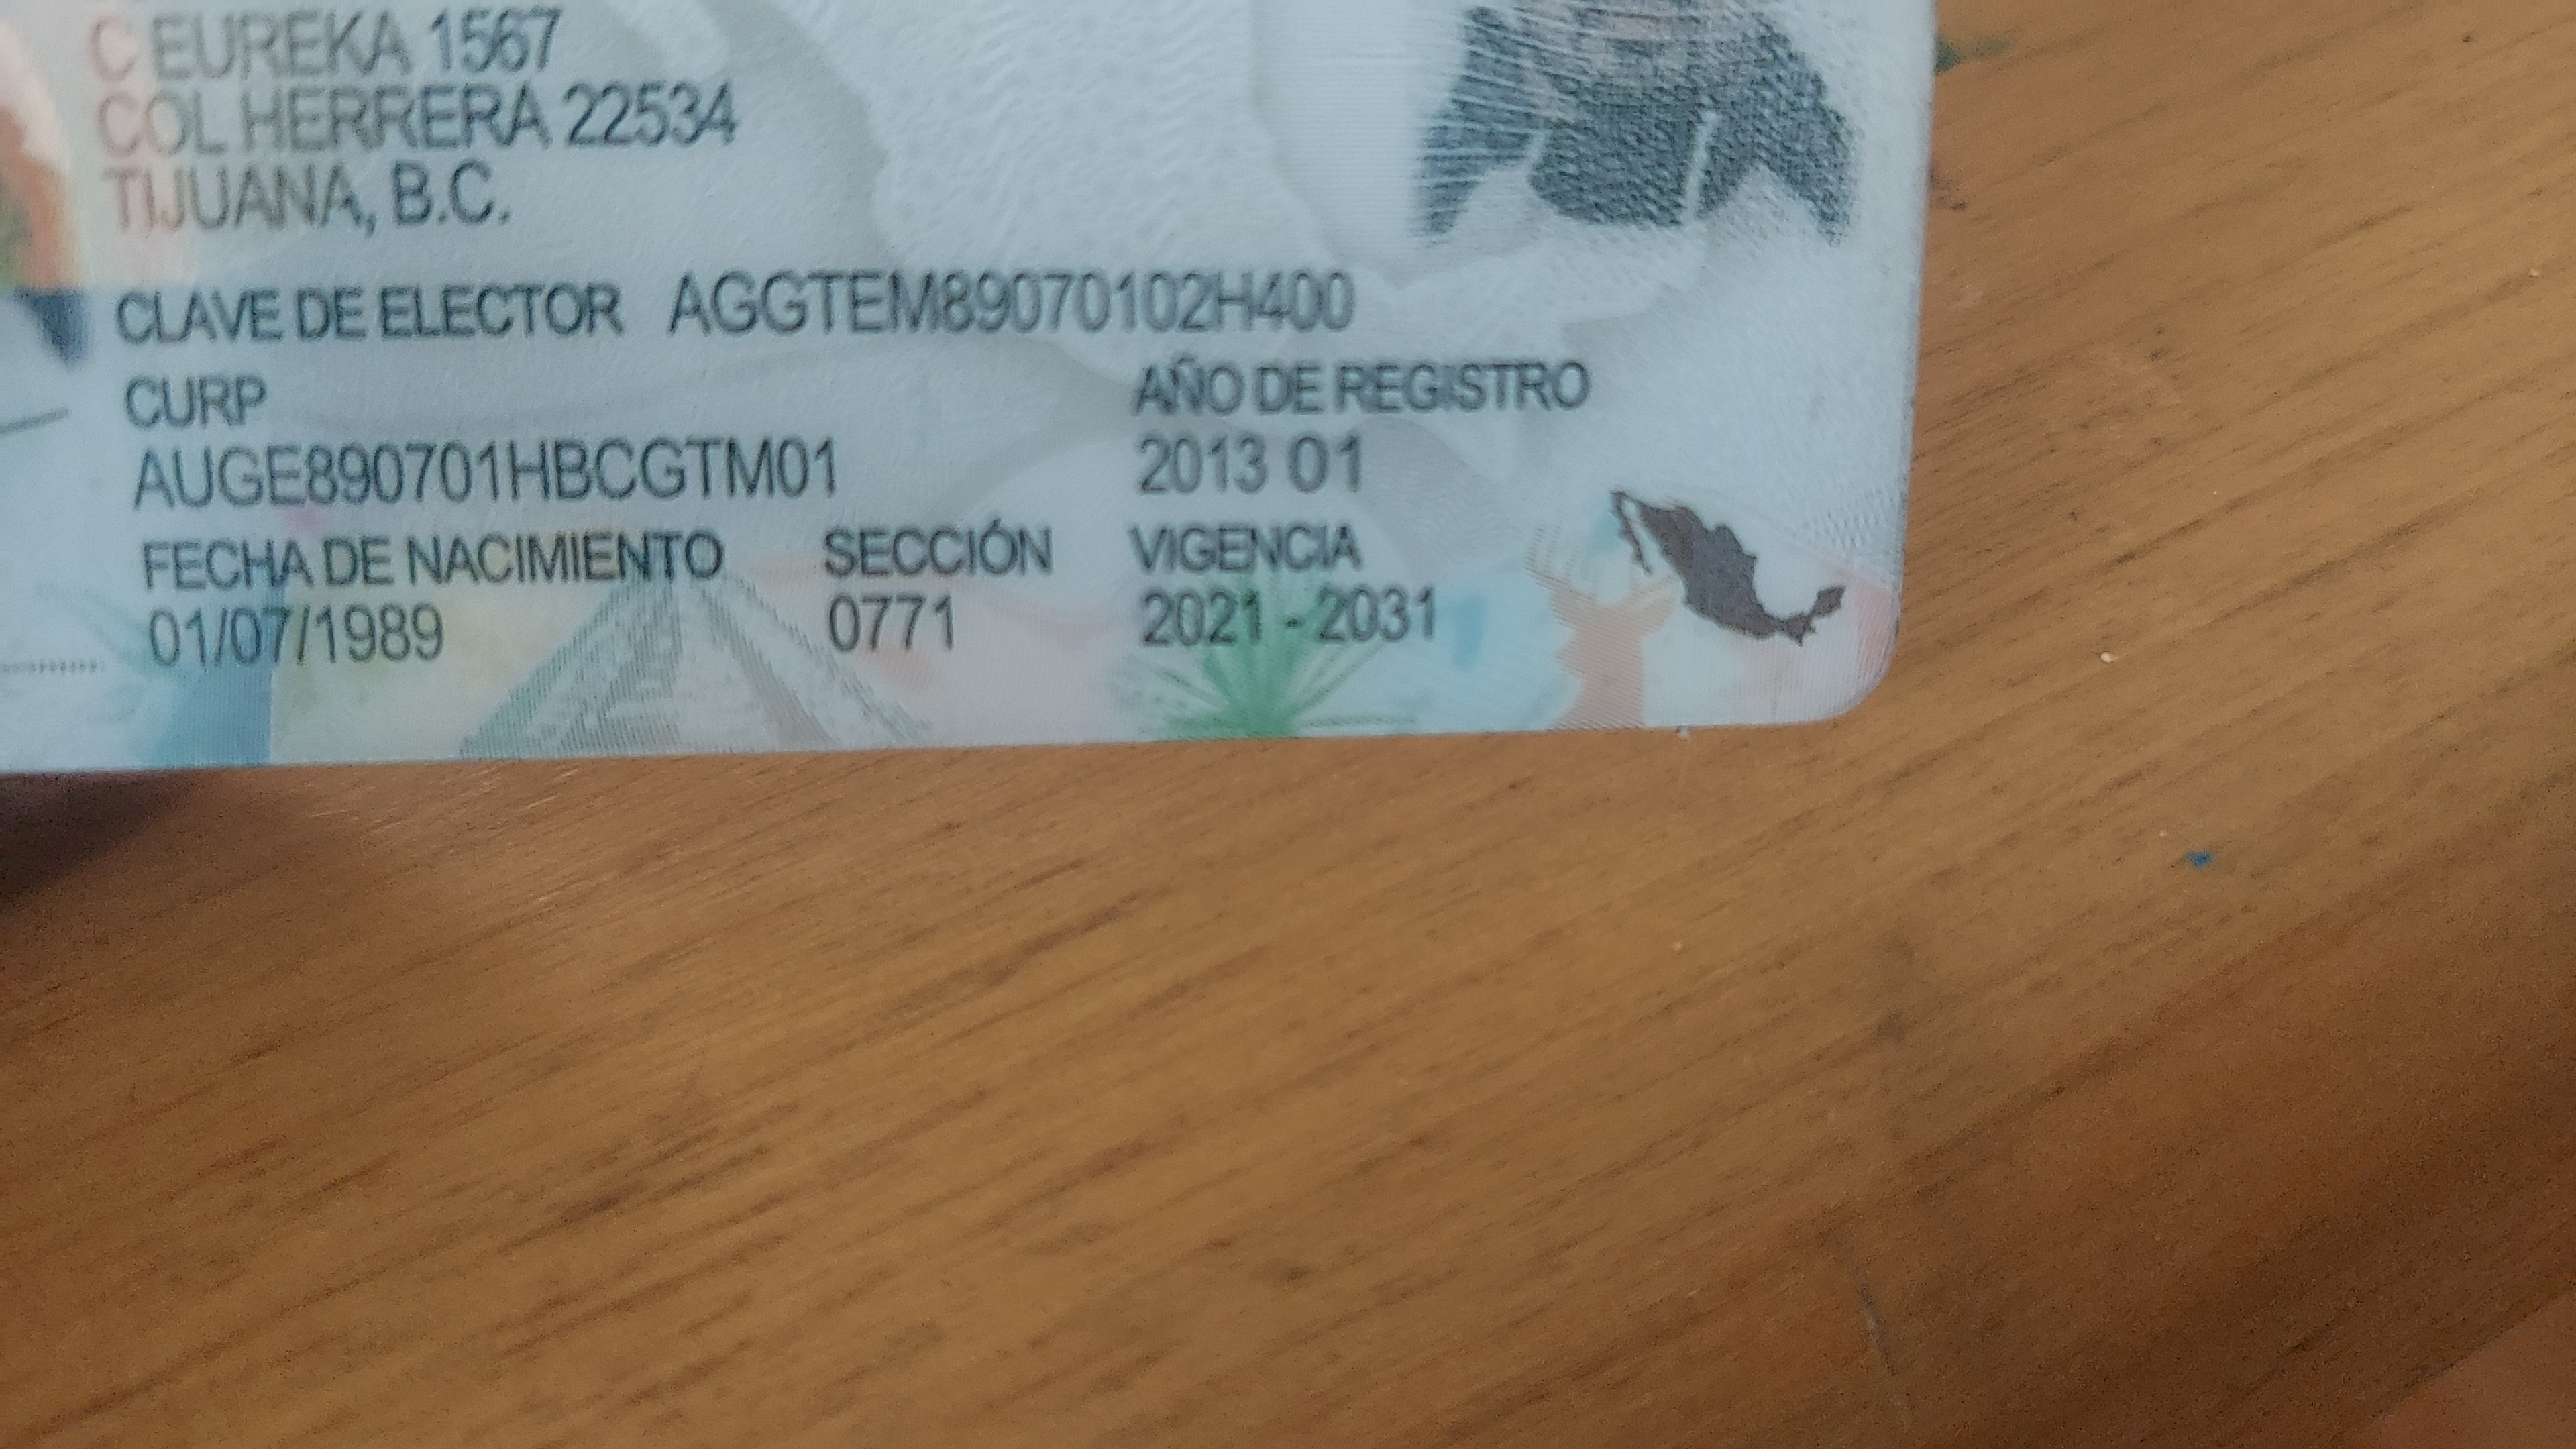 C EUREKA 1567
COL HERRERA 22534
TIJUANA, B.C.
CLAVE DE ELECTOR AGGTEM89070102H400
CURP
AUGE890701HBCGTM01
AÑO DE REGISTRO
2013 01
FECHA DE NACIMIENTO
01/07/1989
SECCIÓN
0771
VIGENCIA
2021 - 2031